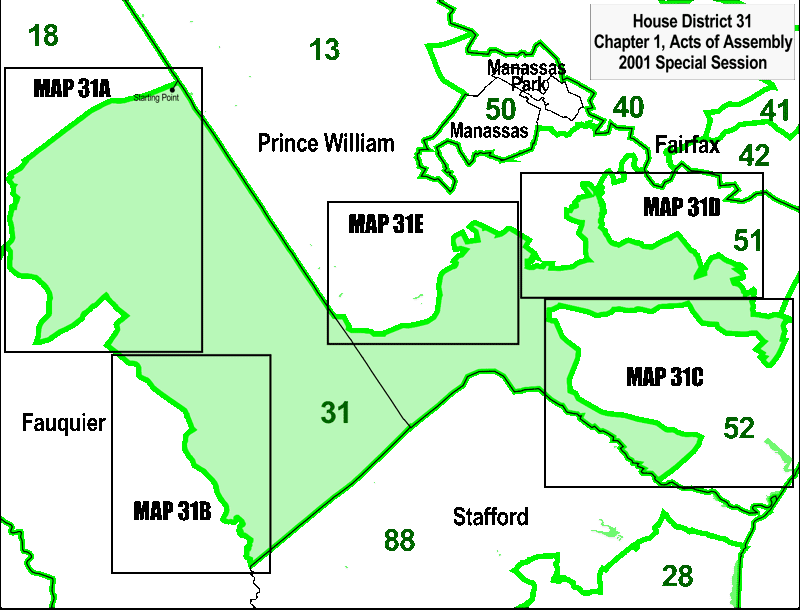 House District 31
Chapter 1, Acts of Assembly
2001 Special Session
18
13
MAP 31A
Starting Point
Manassas
Park
50
Manassas
40
41
Prince William
Fairfax
42
MAP 31E
MAP 31D
51
MAP 31C
31
52
Fauquier
MAP 31B
Stafford
88
28